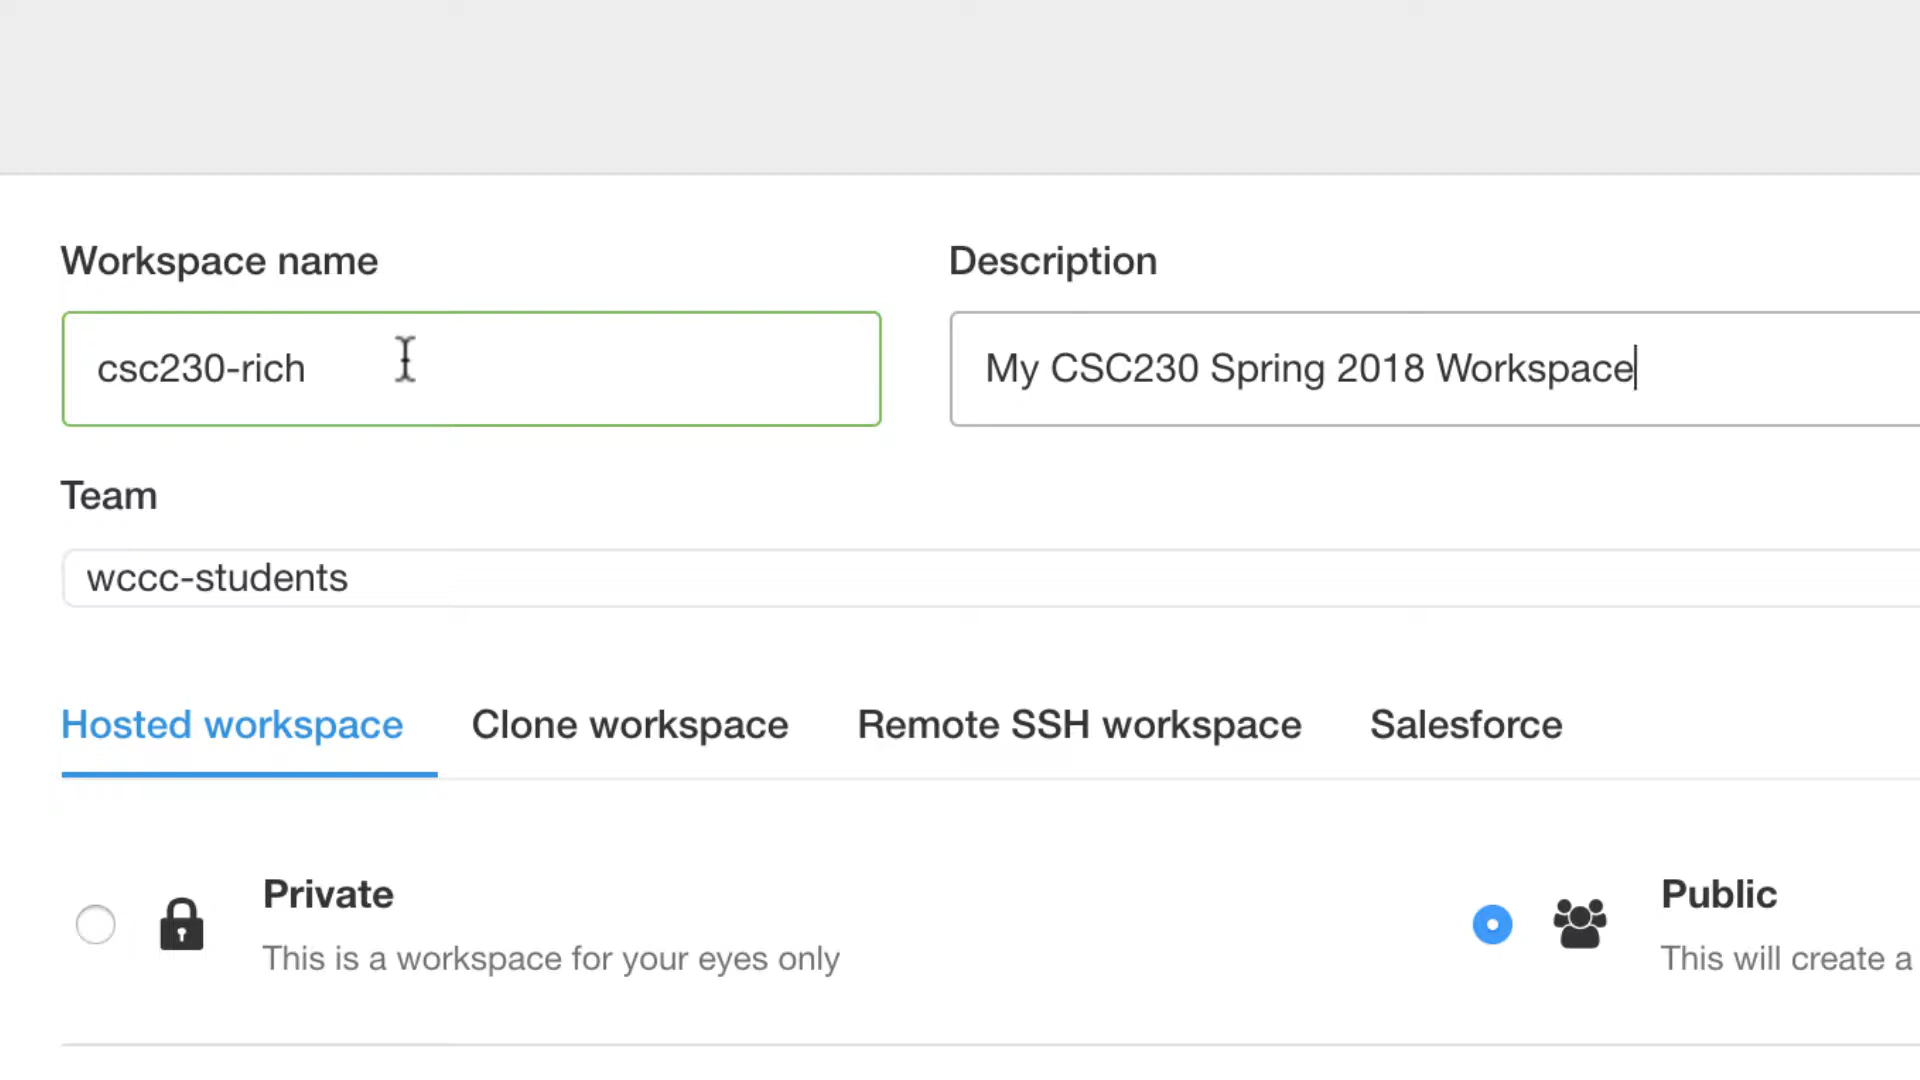 Workspace name
Description
csc230-rich
My CSC230 Spring 2018 Workspace
Team
wccc-students
Hosted workspace
Clone workspace
Remote SSH workspace
Salesforce
Private
This is a workspace for your eyes only
Public
This will create a